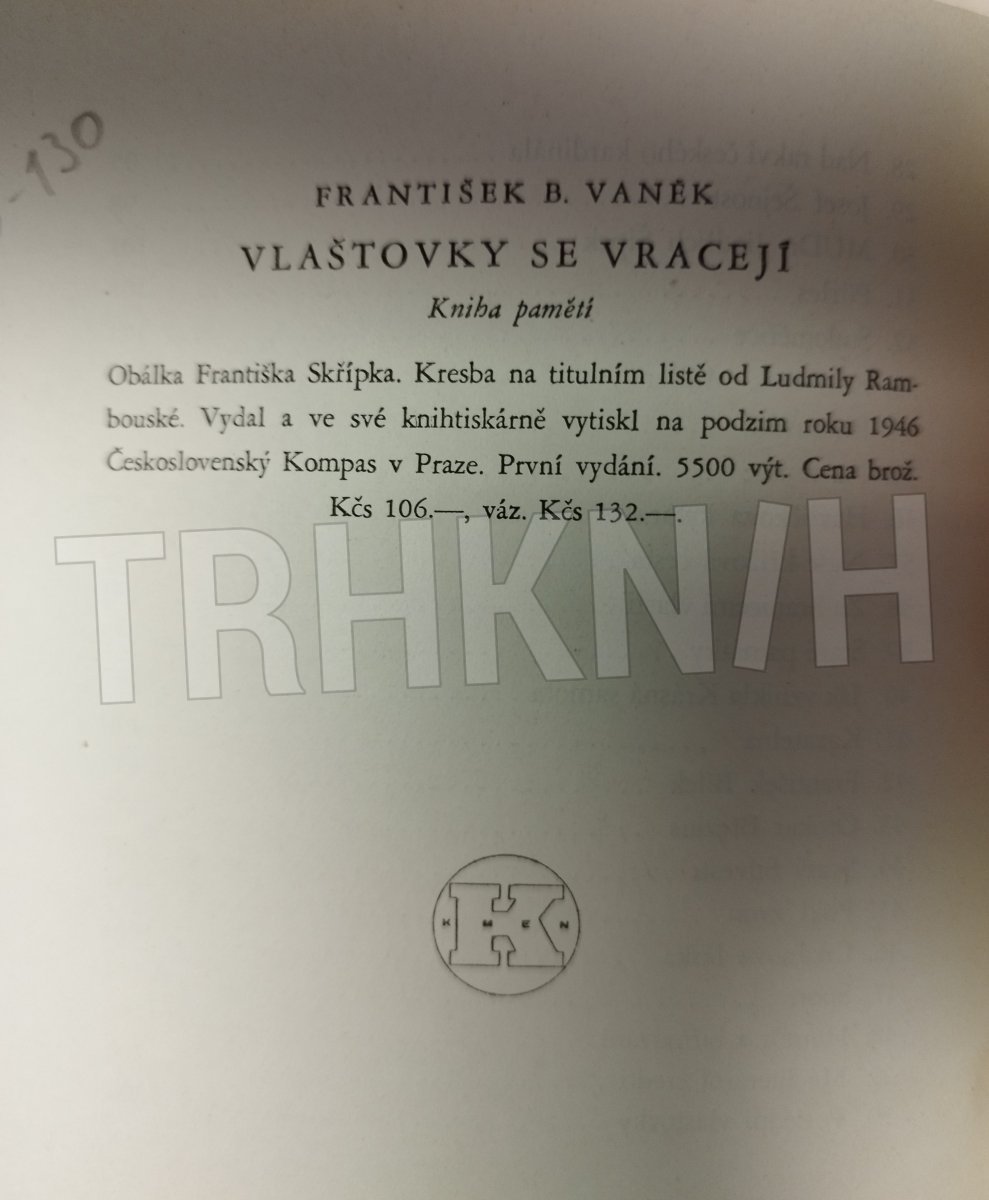 130
FRANTIŠEK B. VANĚK
VLAŠTOVKY SE VRACEJÍ
Kniha pamětí
Obálka Františka Skřípka. Kresba na titulním listě od Ludmily Ram-
bouské. Vydal a ve své knihtiskárně vytiskl na podzim roku 1946
Československý Kompas v Praze. První vydání. 5500 výt. Cena brož.
Kčs 106.—, váz. Kčs 132.—.
TRHKNIH
K M E N